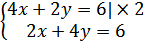 4x + 2y = 6| × 2
2x + 4y = 6